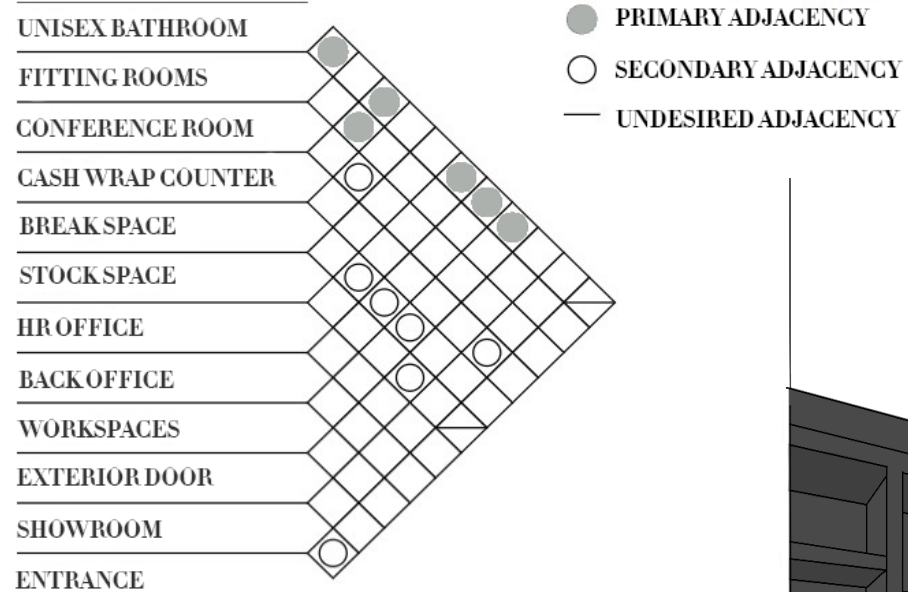 UNISEX BATHROOM
FITTING ROOMS
CONFERENCE ROOM
CASH WRAP COUNTER
BREAK SPACE
STOCK SPACE
HR OFFICE
BACK OFFICE
WORKSPACES
EXTERIOR DOOR
SHOWROOM
ENTRANCE
PRIMARY ADJACENCY
SECONDARY ADJACENCY
UNDESIRED ADJACENCY